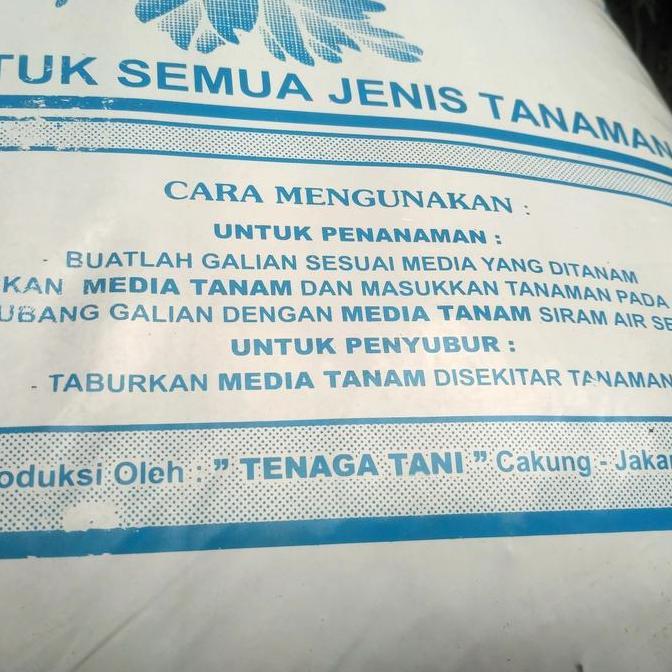 TUK SEMUA JENIS TANAMAN
CARA MENGUNAKAN :
UNTUK PENANAMAN :
- BUATLAH GALIAN SESUAI MEDIA YANG DITANAM
KAN MEDIA TANAM DAN MASUKKAN TANAMAN PADA
UBANG GALIAN DENGAN MEDIA TANAM SIRAM AIR SE
UNTUK PENYUBUR :
- TABURKAN MEDIA TANAM DISEKITAR TANAMAN
oduksi Oleh : " TENAGA TANI " Cakung - Jakar